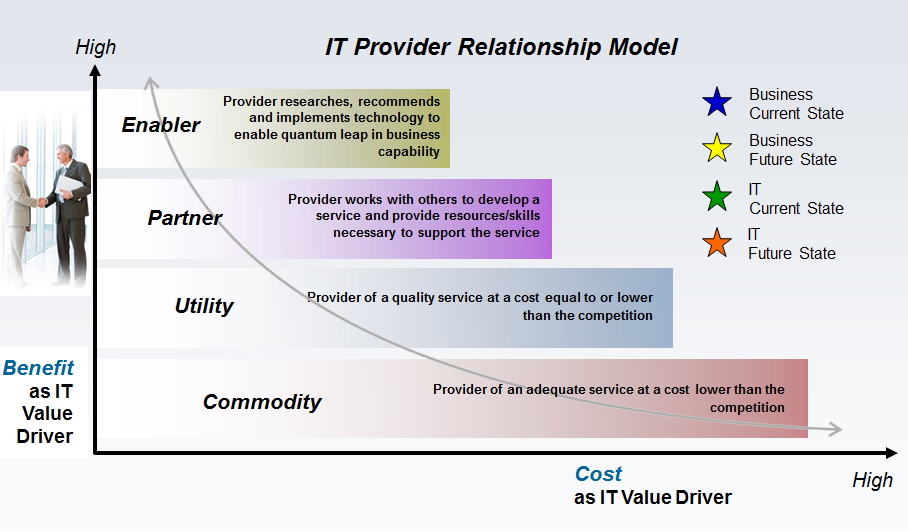 High
IT Provider Relationship Model
Enabler
Provider researches, recommends
and implements technology to
enable quantum leap in business
capability
Partner
Provider works with others to develop a
service and provide resources/skills
necessary to support the service
Utility
Provider of a quality service at a cost equal to or lower
than the competition
Commodity
Provider of an adequate service at a cost lower than the
competition
Business
Current State
Business
Future State
IT
Current State
IT
Future State
Benefit
as IT
Value
Driver
Cost
as IT Value Driver
High